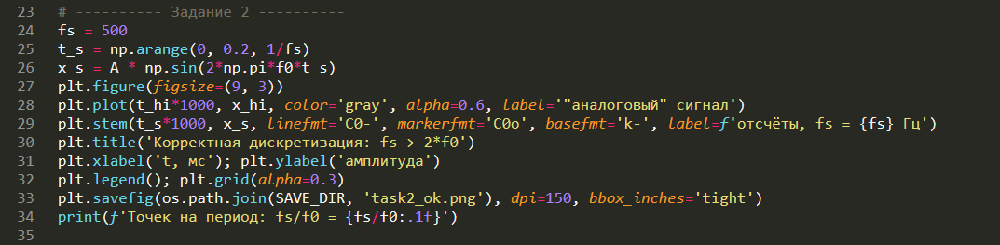 23 # ---------- Задание 2 ----------
24 fs = 500
25 t_s = np.arange(0, 0.2, 1/fs)
26 x_s = A * np.sin(2*np.pi*f0*t_s)
27 plt.figure(figsize=(9, 3))
28 plt.plot(t_hi*1000, x_hi, color='gray', alpha=0.6, label='"аналоговый" сигнал')
29 plt.stem(t_s*1000, x_s, linefmt='C0-', markerfmt='C0o', basefmt='k-', label=f'отсчёты, fs = {fs} Гц')
30 plt.title('Корректная дискретизация: fs > 2*f0')
31 plt.xlabel('t, мс'); plt.ylabel('амплитуда')
32 plt.legend(); plt.grid(alpha=0.3)
33 plt.savefig(os.path.join(SAVE_DIR, 'task2_ok.png'), dpi=150, bbox_inches='tight')
34 print(f'Точек на период: fs/f0 = {fs/f0:.1f}')
35